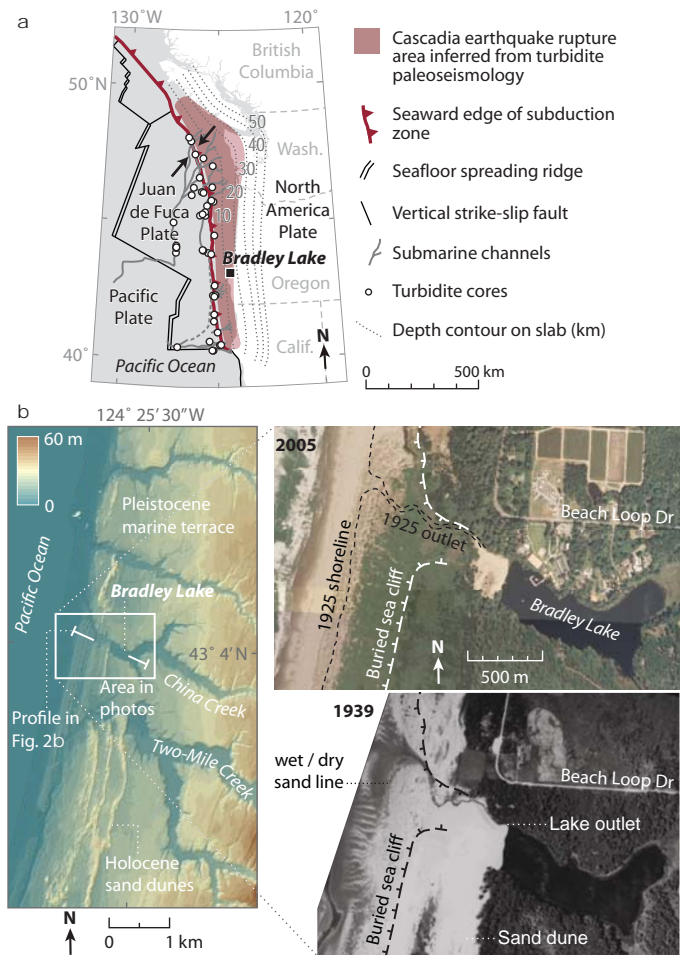 a
130° 120°
50°N
40°
British
Columbia
Wash.
Oregon
Calif.
50
40
30
20
10
Juan
de Fuca
Plate
North
America
Plate
Bradley Lake
Pacific
Plate
Pacific Ocean
N
Cascadia earthquake rupture
area inferred from turbidite
paleoseismology
Seaward edge of subduction
zone
Seafloor spreading ridge
Vertical strike-slip fault
Submarine channels
Turbidite cores
Depth contour on slab (km)
0 500 km
b
124° 25' 30" W
60 m
0
Pleistocene
marine terrace
Pacific Ocean
Bradley Lake
43° 4' N
Area in
photos
China Creek
Profile in
Fig. 2b
Two-Mile Creek
Holocene
sand dunes
N
0 1 km
2005
Beach Loop Dr
1925 outlet
1925 shoreline
Buried sea cliff
Bradley Lake
N
500 m
1939
wet / dry
sand line
Beach Loop Dr
Lake outlet
Buried sea cliff
Sand dune